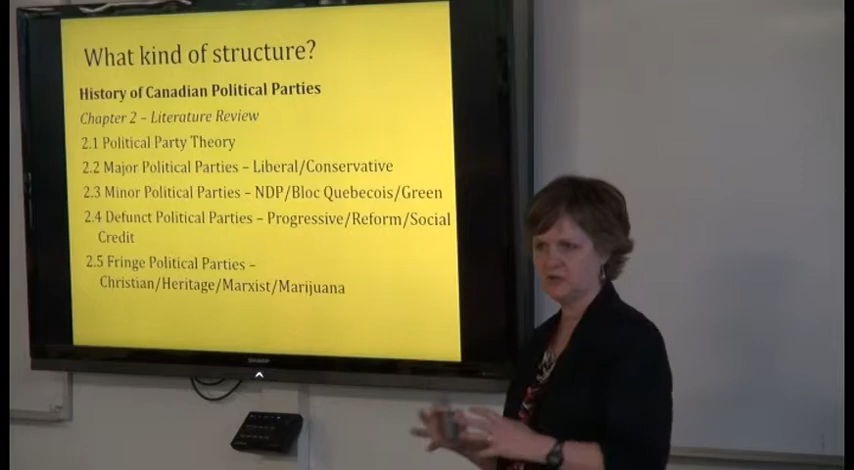 What kind of structure?
History of Canadian Political Parties
Chapter 2 – Literature Review
2.1 Political Party Theory
2.2 Major Political Parties – Liberal/Conservative
2.3 Minor Political Parties – NDP/Bloc Quebecois/Green
2.4 Defunct Political Parties – Progressive/Reform/Social
Credit
2.5 Fringe Political Parties –
Christian/Heritage/Marxist/Marijuana
SHARP